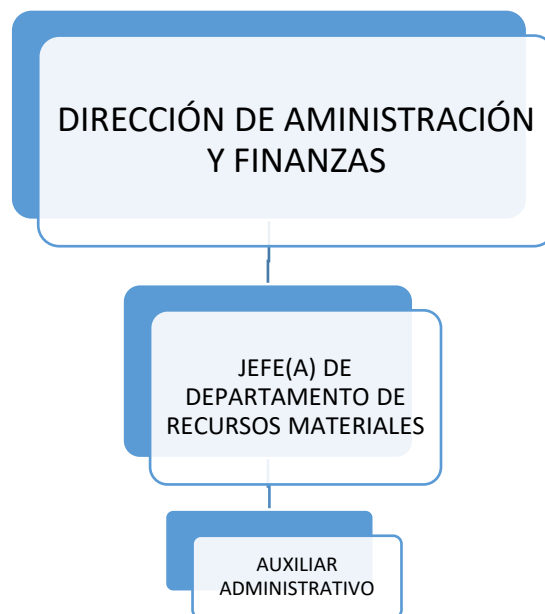 DIRECCIÓN DE AMINISTRACIÓN
Y FINANZAS
JEFE(A) DE
DEPARTAMENTO DE
RECURSOS MATERIALES
AUXILIAR
ADMINISTRATIVO